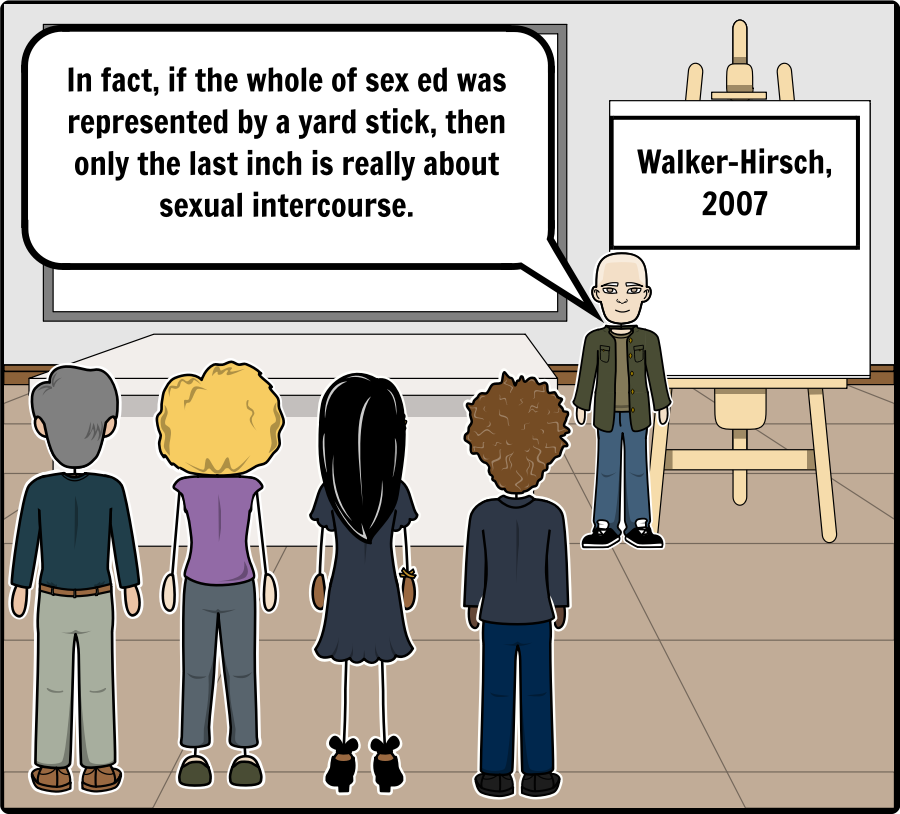 In fact, if the whole of sex ed was
represented by a yard stick, then
only the last inch is really about
sexual intercourse.
Walker-Hirsch,
2007